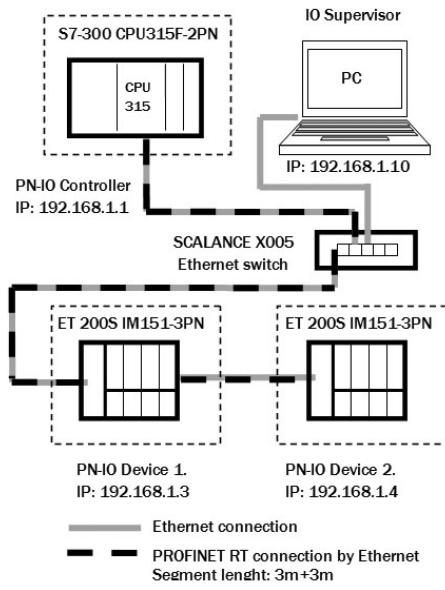 IO Supervisor
S7-300 CPU315F-2PN
CPU
315
PC
IP: 192.168.1.10
PN-IO Controller
IP: 192.168.1.1
SCALANCE X005
Ethernet switch
ET 200S IM151-3PN
ET 200S IM151-3PN
PN-IO Device 1.
IP: 192.168.1.3
PN-IO Device 2.
IP: 192.168.1.4
Ethernet connection
PROFINET RT connection by Ethernet
Segment lenght: 3m+3m